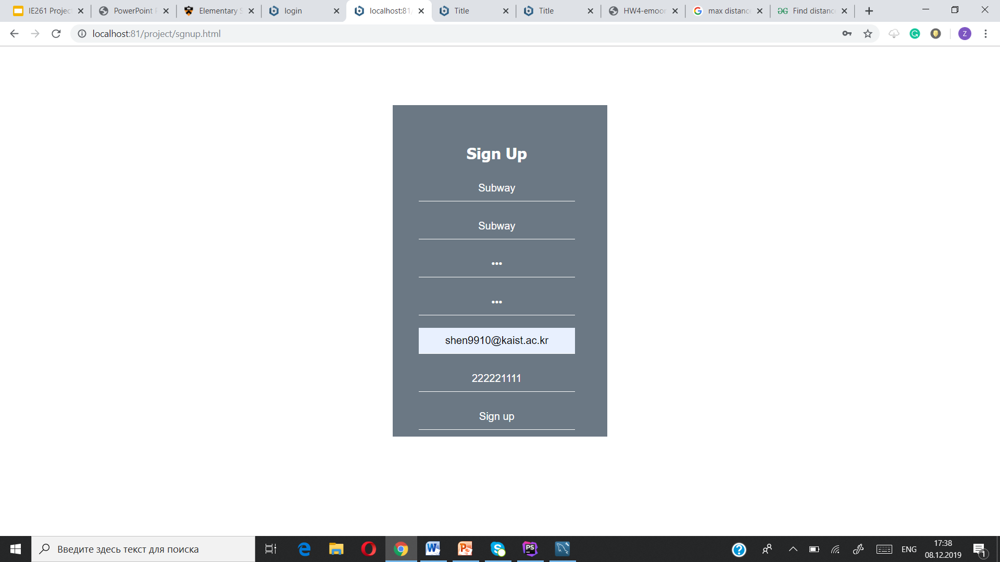 IE261 Projec
PowerPoint P
Elementary S
login
localhost:81/
Title
Title
HW4-emoor
max distance
Find distanc
localhost:81/project/sgnup.html
Z
Sign Up
Subway
Subway
•••
•••
shen9910@kaist.ac.kr
222221111
Sign up
Введите здесь текст для поиска
ENG
17:38
08.12.2019
1